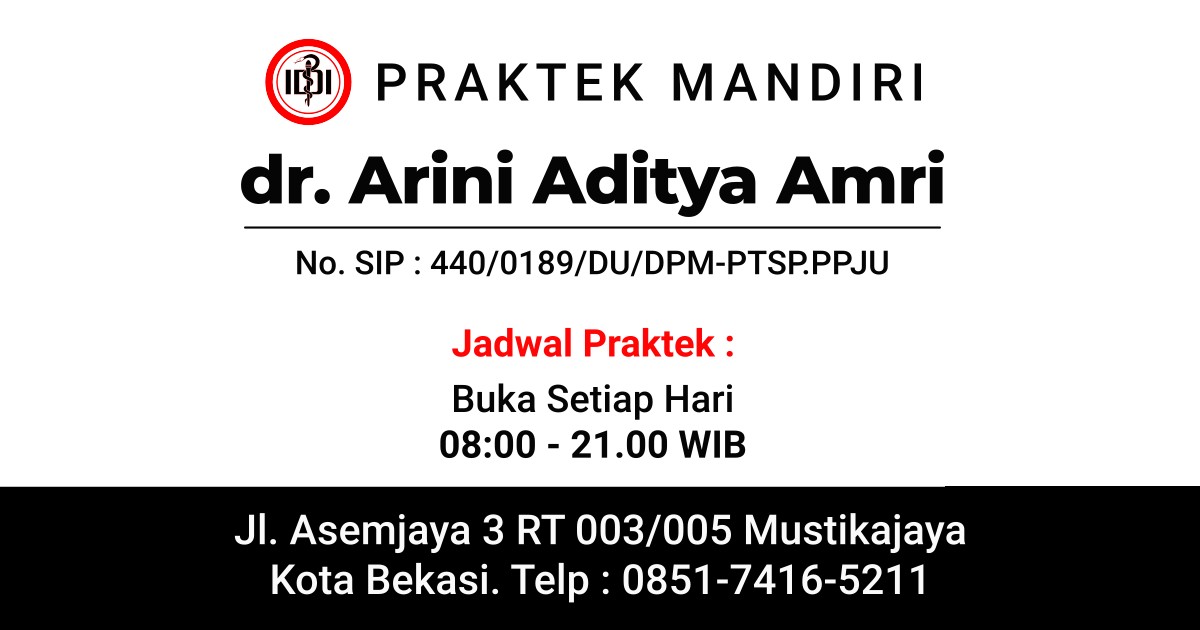 IDI PRAKTEK MANDIRI
dr. Arini Aditya Amri
No. SIP : 440/0189/DU/DPM-PTSP.PPJU
Jadwal Praktek :
Buka Setiap Hari
08:00 - 21.00 WIB
Jl. Asemjaya 3 RT 003/005 Mustikajaya
Kota Bekasi. Telp : 0851-7416-5211